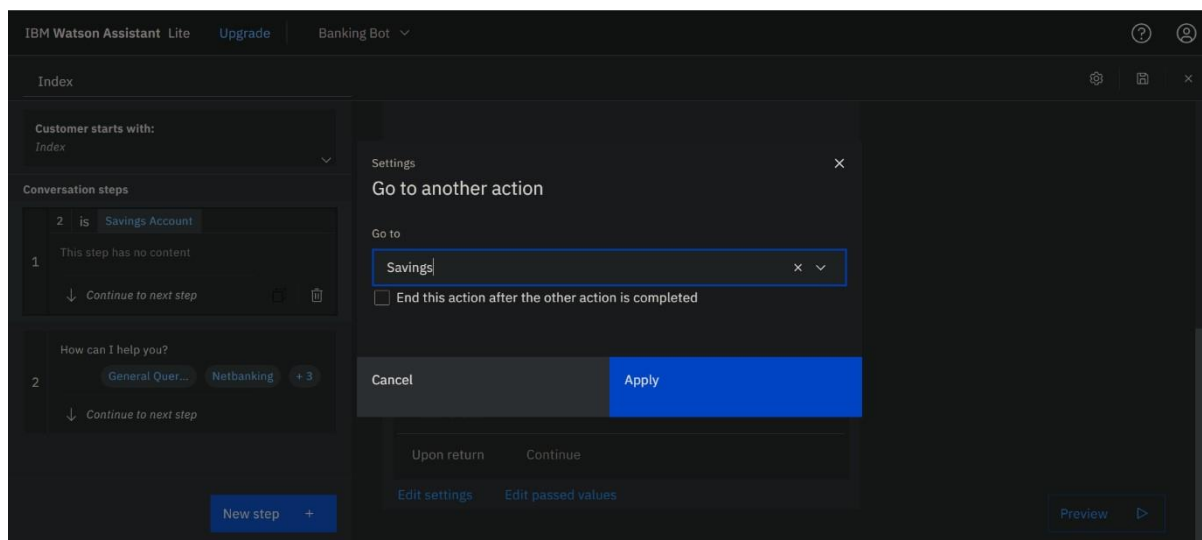 IBM Watson Assistant Lite Upgrade Banking Bot
Index
Customer starts with:
Index
Conversation steps
2 is Savings Account
1
This step has no content
Continue to next step
How can I help you?
2
General Quer... Netbanking + 3
Continue to next step
New step +
Settings
Go to another action
Go to
Savings
End this action after the other action is completed
Cancel Apply
Upon return Continue
Edit settings Edit passed values
Preview